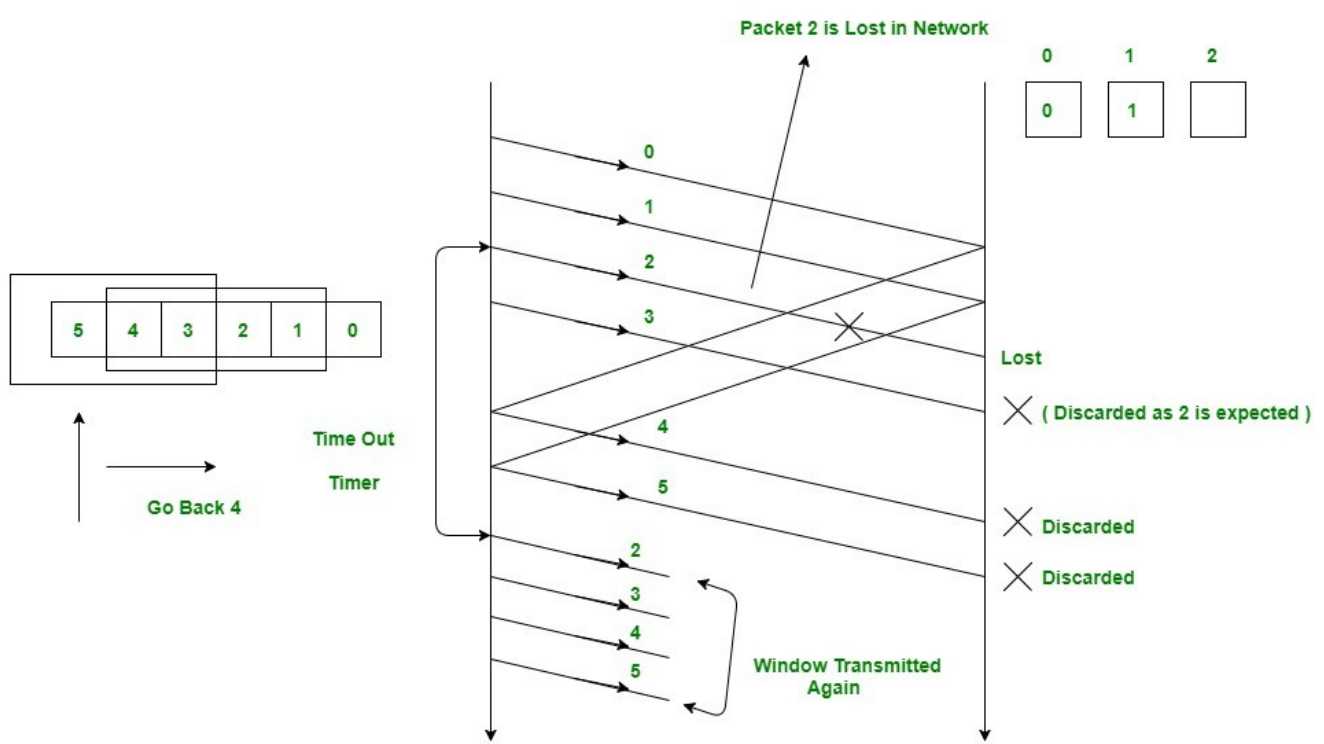 Packet 2 is Lost in Network
0 1 2
0 1
0
1
2
3
5 4 3 2 1 0
Lost
( Discarded as 2 is expected )
Time Out
Timer
4
5
Go Back 4
Discarded
Discarded
2
3
4
5
Window Transmitted
Again